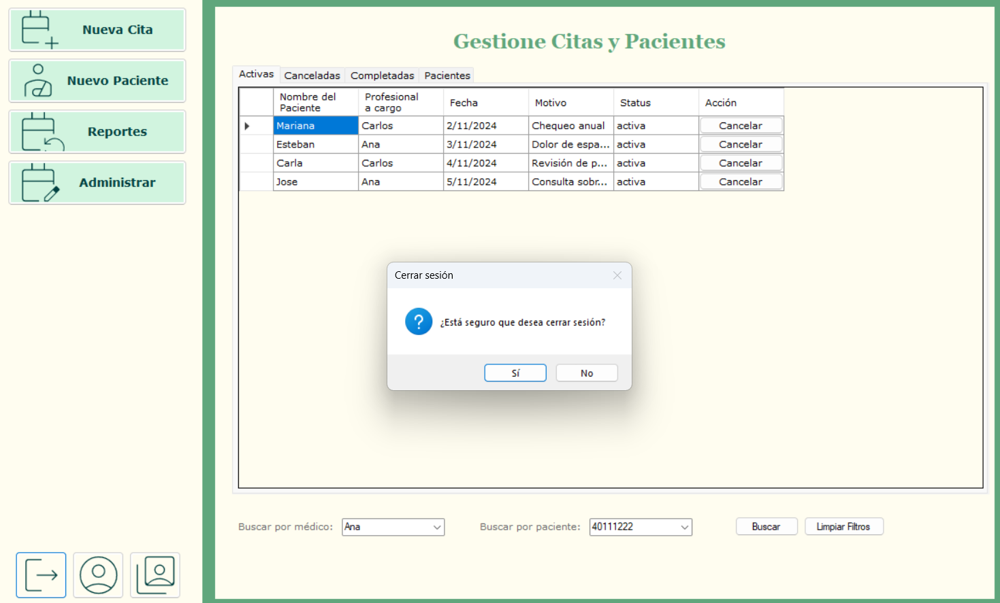 Nueva Cita
Nuevo Paciente
Reportes
Administrar
Gestione Citas y Pacientes
Activas Canceladas Completadas Pacientes
Nombre del Paciente Profesional a cargo Fecha Motivo Status Acción
Mariana Carlos 2/11/2024 Chequeo anual activa Cancelar
Esteban Ana 3/11/2024 Dolor de espa... activa Cancelar
Carla Carlos 4/11/2024 Revisión de p... activa Cancelar
Jose Ana 5/11/2024 Consulta sobr... activa Cancelar
Cerrar sesión
¿Está seguro que desea cerrar sesión?
Sí No
Buscar por médico: Ana Buscar por paciente: 40111222 Buscar Limpiar Filtros